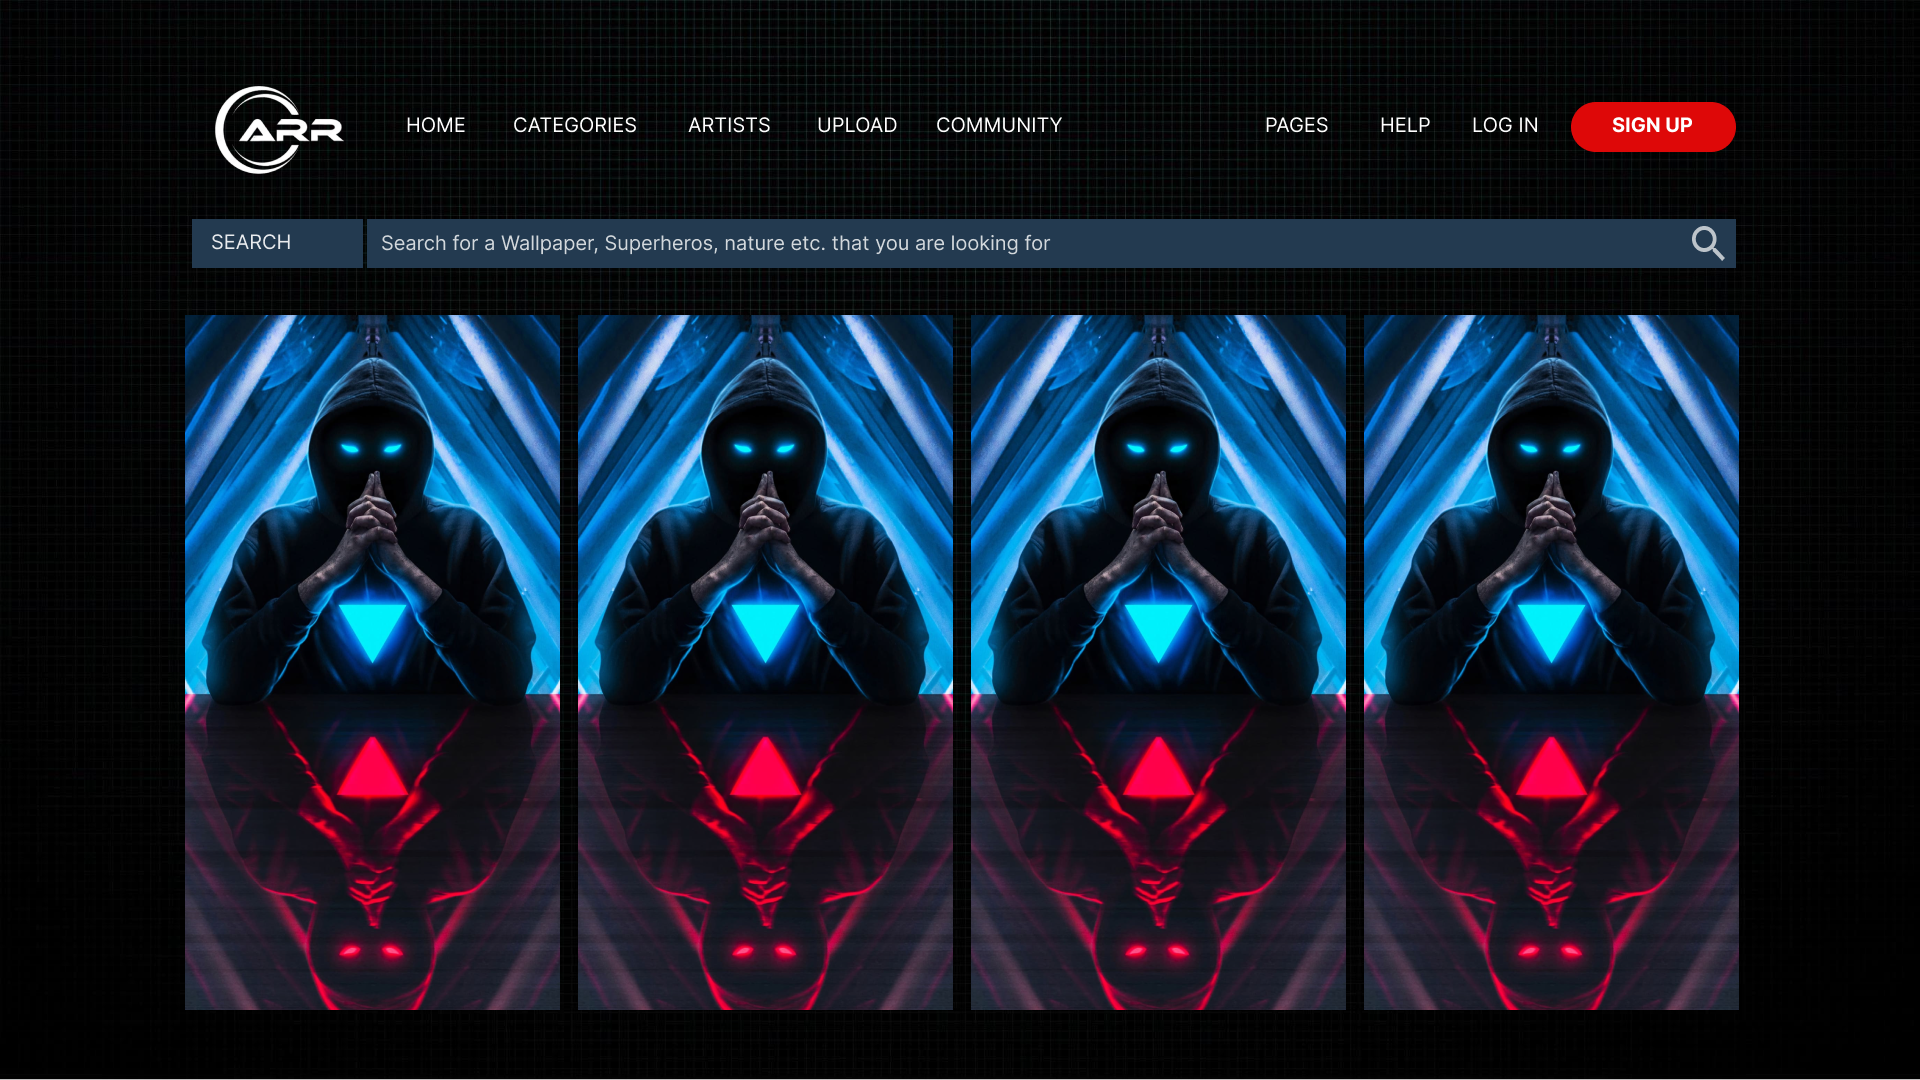 ARR
HOME CATEGORIES ARTISTS UPLOAD COMMUNITY PAGES HELP LOG IN SIGN UP
SEARCH Search for a Wallpaper, Superheros, nature etc. that you are looking for